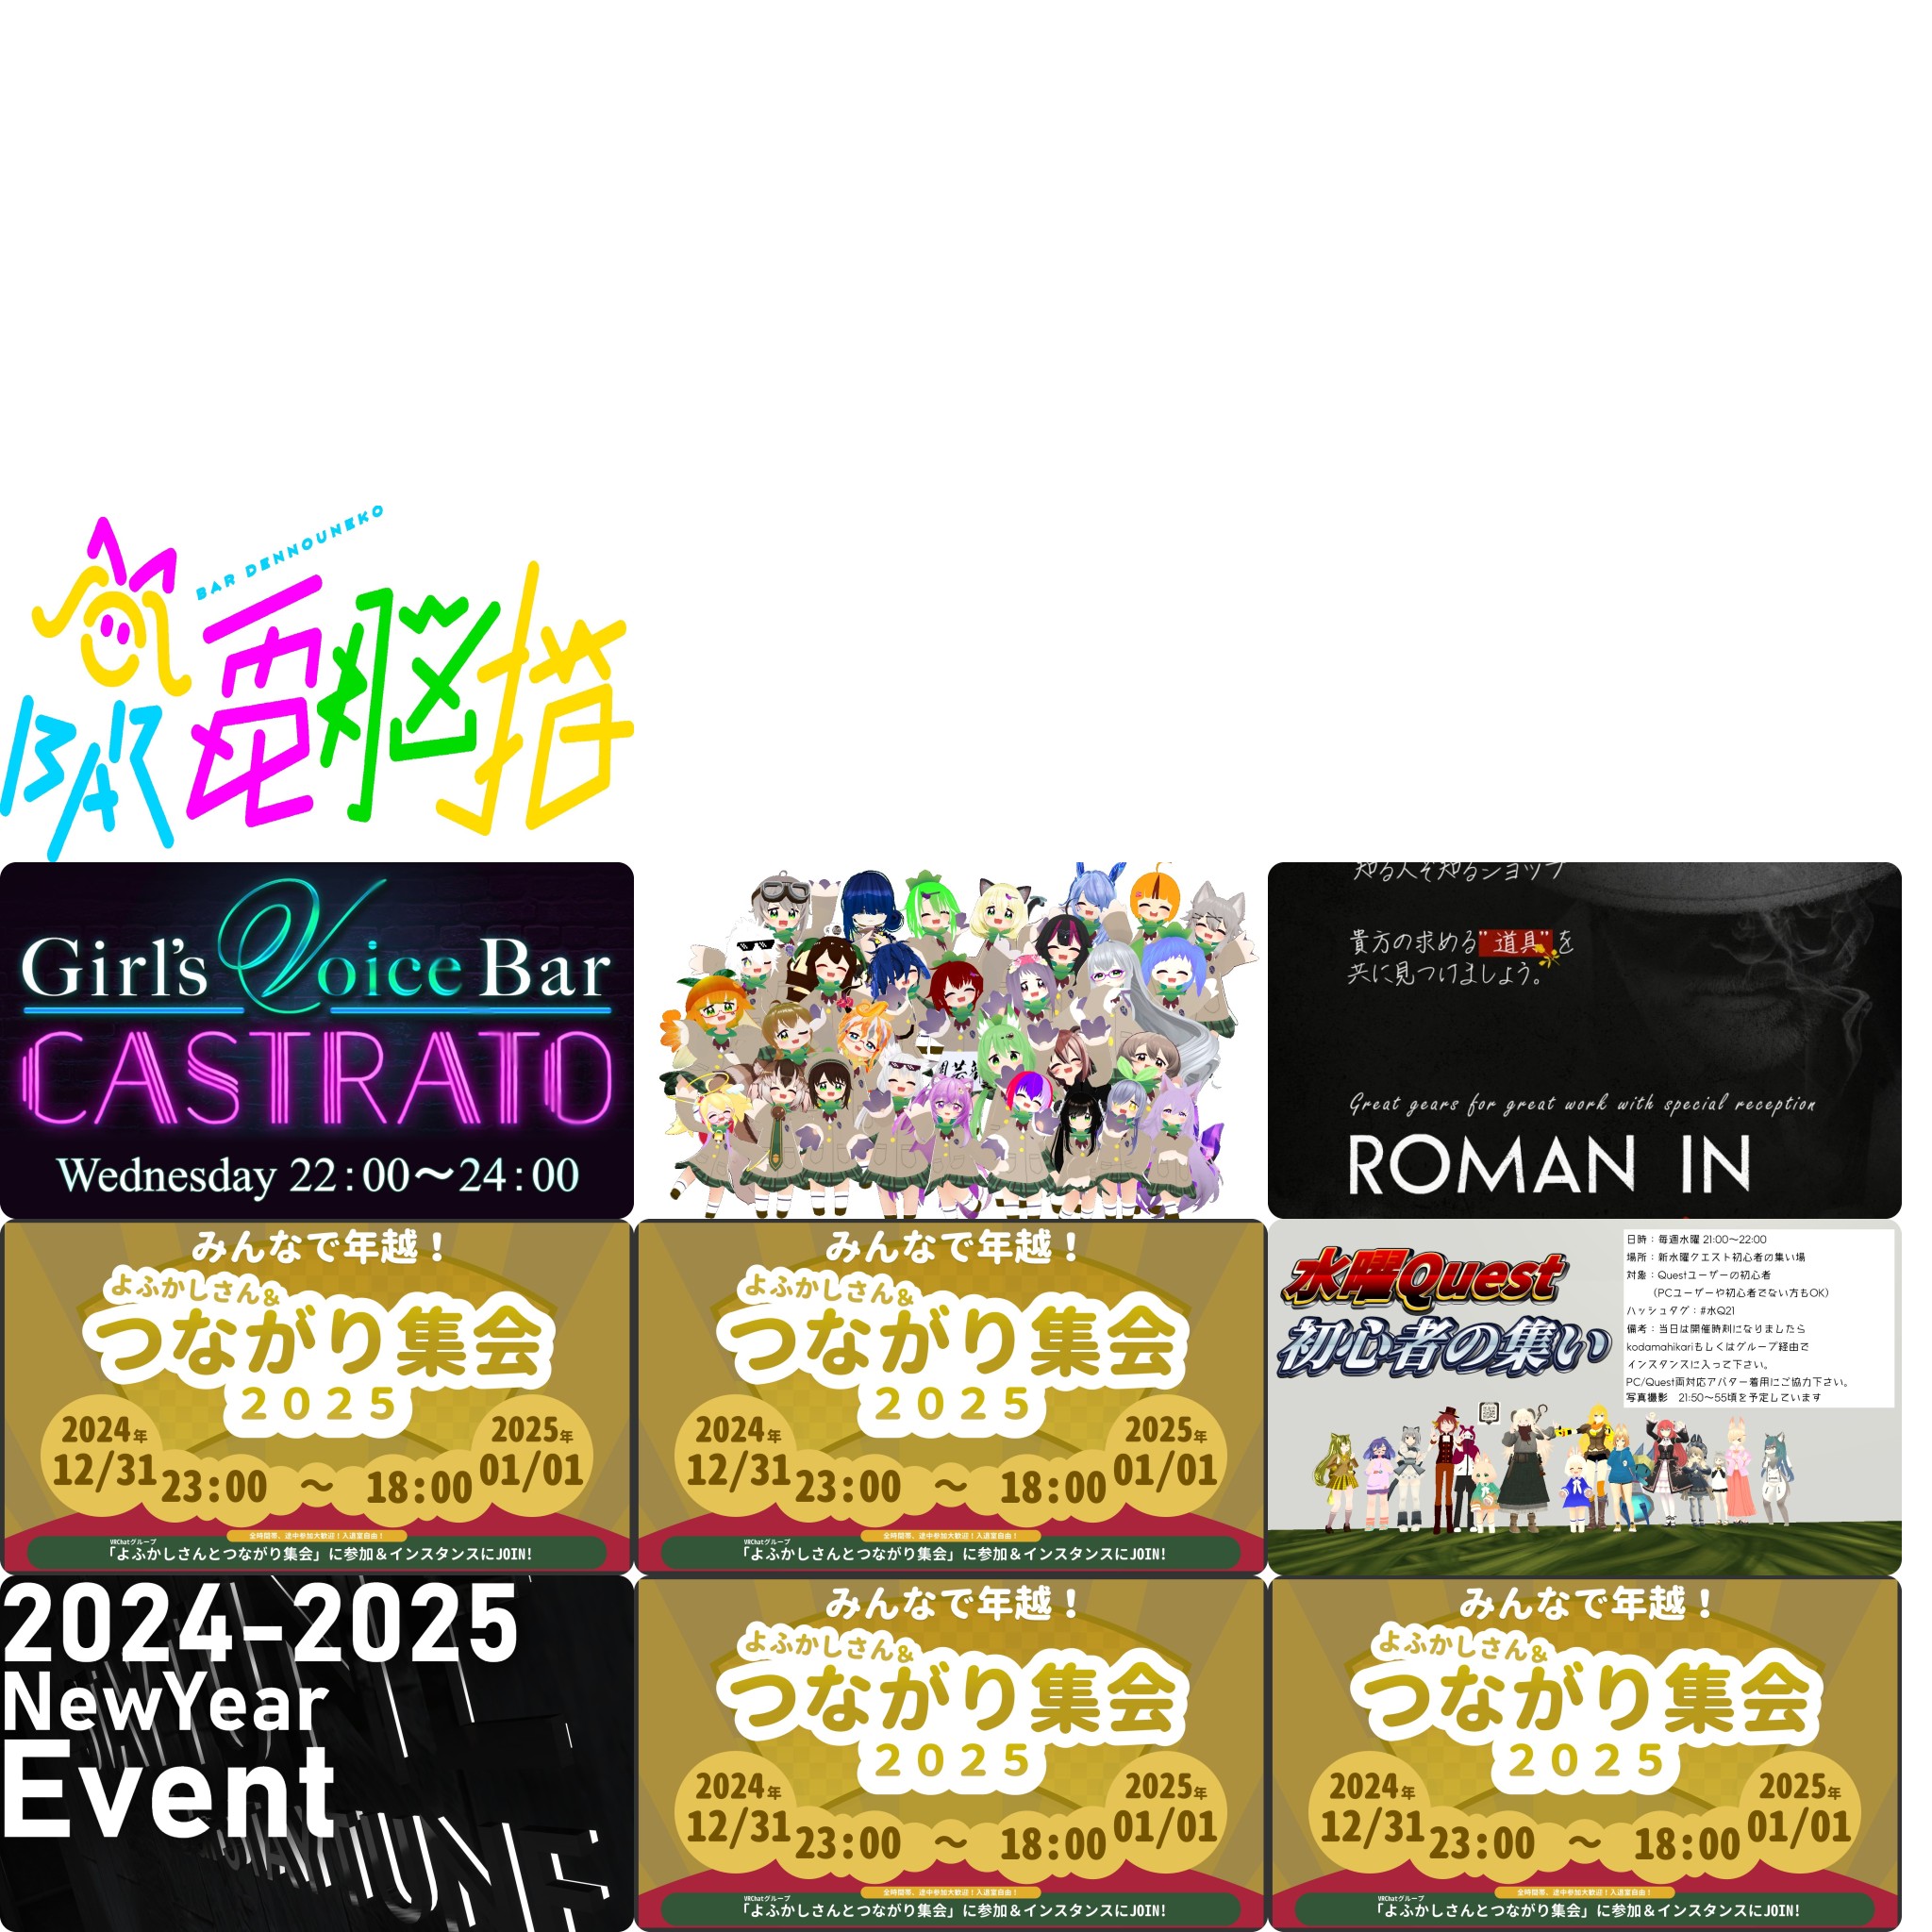 BAR DENNOUNEKO
BAR 電脳猫
Girl's Voice Bar
CASTRATO
Wednesday 22:00〜24:00
知る人ぞ知るショップ
貴方の求める"道具"を
共に見つけましょう。
Great gears for great work with special reception
ROMAN IN
みんなで年越!
よふかしさん&
つながり集会
2025
2024年
12/31
23:00 〜 18:00
2025年
01/01
全時間帯、途中参加大歓迎!入退室自由!
VRChatグループ
「よふかしさんとつながり集会」に参加&インスタンスにJOIN!
みんなで年越!
よふかしさん&
つながり集会
2025
2024年
12/31
23:00 〜 18:00
2025年
01/01
全時間帯、途中参加大歓迎!入退室自由!
VRChatグループ
「よふかしさんとつながり集会」に参加&インスタンスにJOIN!
水曜Quest
初心者の集い
日時:毎週水曜 21:00〜22:00
場所:新水曜クエスト初心者の集い場
対象:Questユーザーの初心者
(PCユーザーや初心者でない方もOK)
ハッシュタグ:#水Q21
備考:当日は開催時刻になりましたら
kodamahikariもしくはグループ経由で
インスタンスに入って下さい。
PC/Quest両対応アバター着用にご協力下さい。
写真撮影 21:50〜55頃を予定しています
2024-2025
NewYear
Event
みんなで年越!
よふかしさん&
つながり集会
2025
2024年
12/31
23:00 〜 18:00
2025年
01/01
全時間帯、途中参加大歓迎!入退室自由!
VRChatグループ
「よふかしさんとつながり集会」に参加&インスタンスにJOIN!
みんなで年越!
よふかしさん&
つながり集会
2025
2024年
12/31
23:00 〜 18:00
2025年
01/01
全時間帯、途中参加大歓迎!入退室自由!
VRChatグループ
「よふかしさんとつながり集会」に参加&インスタンスにJOIN!